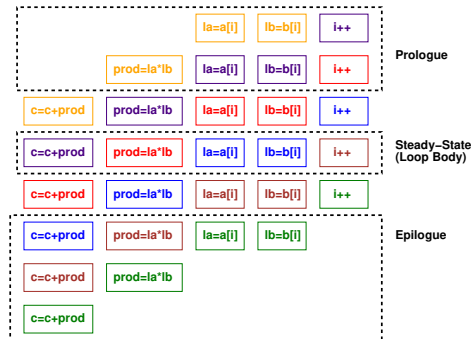 la=a[i] lb=b[i] i++
prod=la*lb la=a[i] lb=b[i] i++
Prologue
c=c+prod prod=la*lb la=a[i] lb=b[i] i++
c=c+prod prod=la*lb la=a[i] lb=b[i] i++
Steady-State
(Loop Body)
c=c+prod prod=la*lb la=a[i] lb=b[i] i++
c=c+prod prod=la*lb la=a[i] lb=b[i]
Epilogue
c=c+prod prod=la*lb
c=c+prod